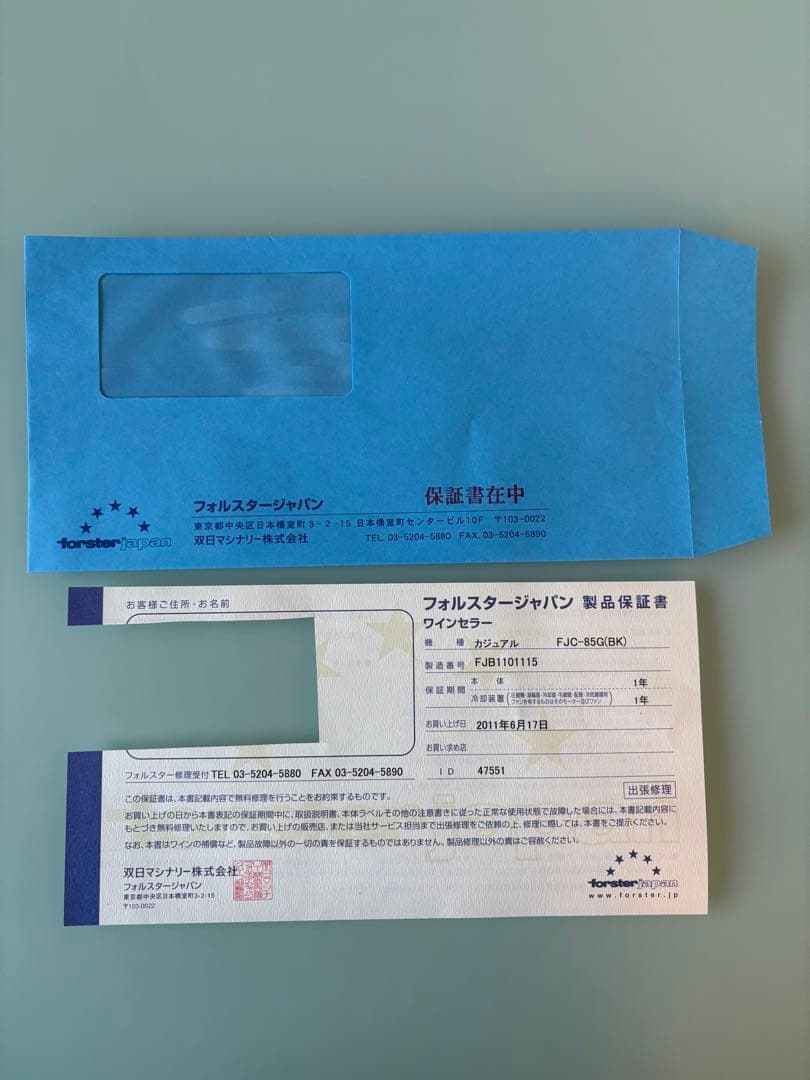 保証書在中
フォルスタージャパン
東京都中央区日本橋室町3-2-15 日本橋室町センタービル10F 〒103-0022
双日マシナリー株式会社 TEL. 03-5204-5880 FAX. 03-5204-5890
forsterjapan
お客様ご住所・お名前
フォルスタージャパン 製品保証書
ワインセラー
機種 カジュアル FJC-85G(BK)
製造番号 FJB1101115
保証期間 本体 1年
冷却装置 1年
お買い上げ日 2011年6月17日
お買い求め店
ID 47551
フォルスター修理受付 TEL 03-5204-5880 FAX 03-5204-5890
出張修理
この保証書は、本書記載内容で無料修理を行うことをお約束するものです。
お買い上げの日から本書表記の保証期間中に、取扱説明書、本体ラベルその他の注意書きに従った正常な使用状態で故障した場合には、本書記載内容に
もとづき無料修理いたしますので、お買い上げの販売店、または当社サービス担当まで出張修理をご依頼の上、修理に際しては、本書をご提示ください。
なお、本書はワインの補償など、製品故障以外の一切の責を保証するものではありません。製品修理以外の責はご容赦ください。
双日マシナリー株式会社
フォルスタージャパン
東京都中央区日本橋室町3-2-15
〒103-0022
forsterjapan
www.forster.jp